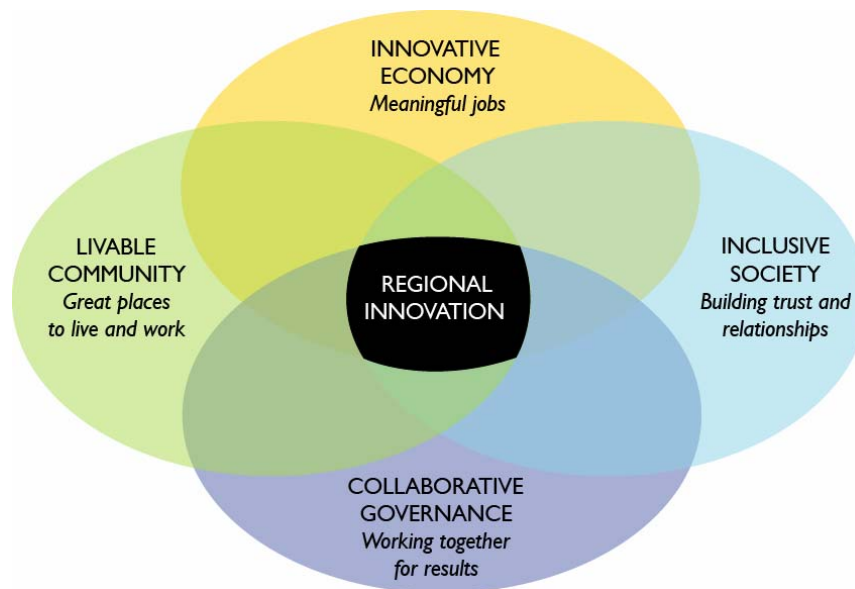 INNOVATIVE
ECONOMY
Meaningful jobs
LIVABLE
COMMUNITY
Great places
to live and work
REGIONAL
INNOVATION
INCLUSIVE
SOCIETY
Building trust and
relationships
COLLABORATIVE
GOVERNANCE
Working together
for results